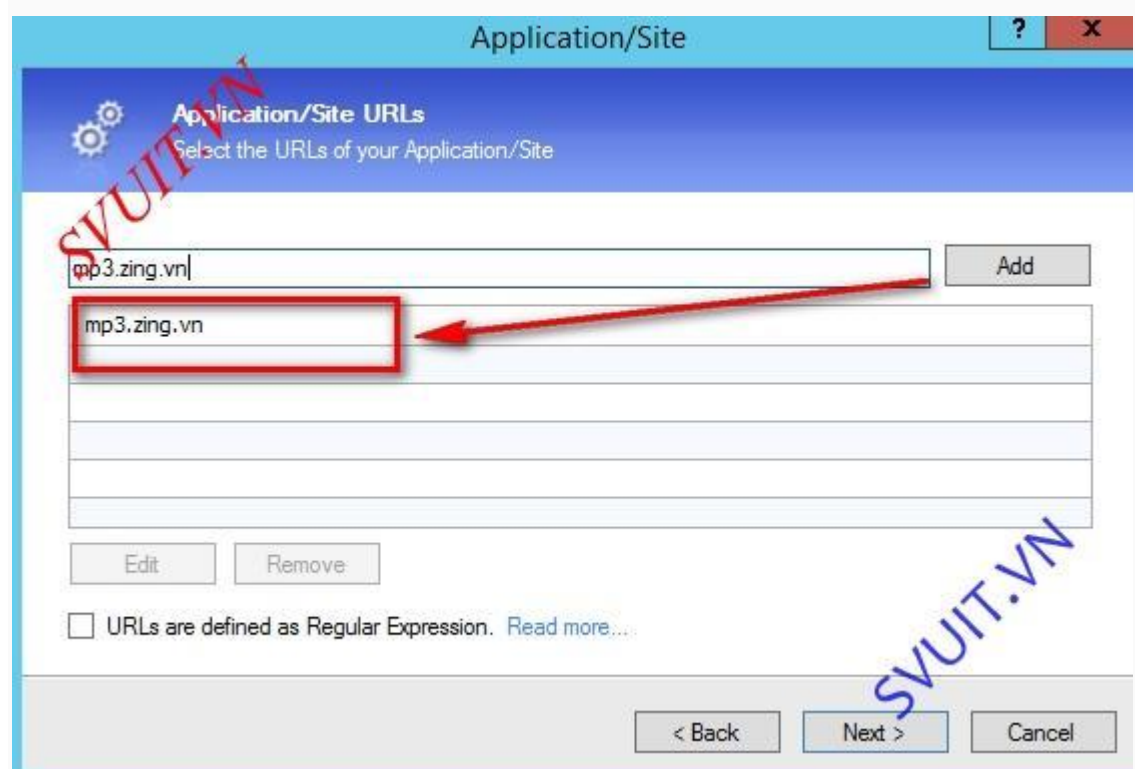 Application/Site
?
x
Application/Site URLs
Select the URLs of your Application/Site
SVUIT.VN
mp3.zing.vn
Add
mp3.zing.vn
Edit
Remove
URLs are defined as Regular Expression. Read more...
SVUIT.VN
< Back
Next >
Cancel